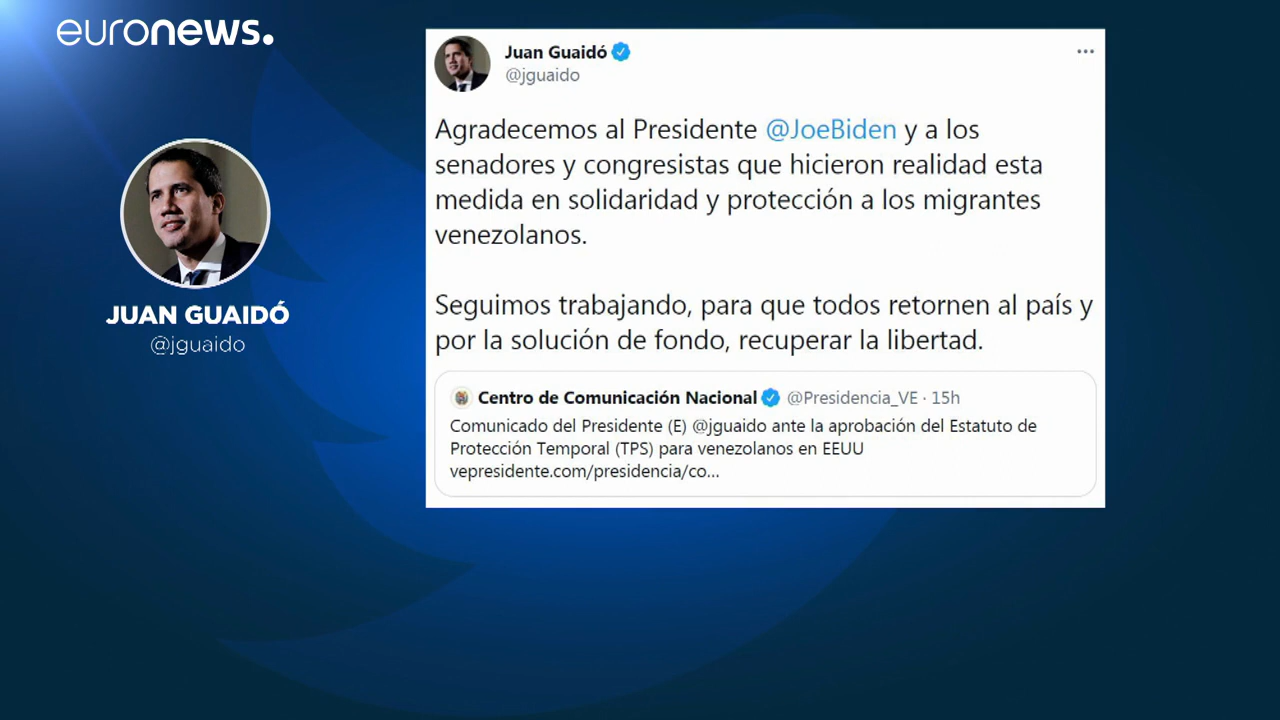 euronews.
JUAN GUAIDÓ
@jguaido
Juan Guaidó
@jguaido
Agradecemos al Presidente @JoeBiden y a los
senadores y congresistas que hicieron realidad esta
medida en solidaridad y protección a los migrantes
venezolanos.
Seguimos trabajando, para que todos retornen al país y
por la solución de fondo, recuperar la libertad.
Centro de Comunicación Nacional @Presidencia_VE · 15h
Comunicado del Presidente (E) @jguaido ante la aprobación del Estatuto de
Protección Temporal (TPS) para venezolanos en EEUU
vepresidente.com/presidencia/co...